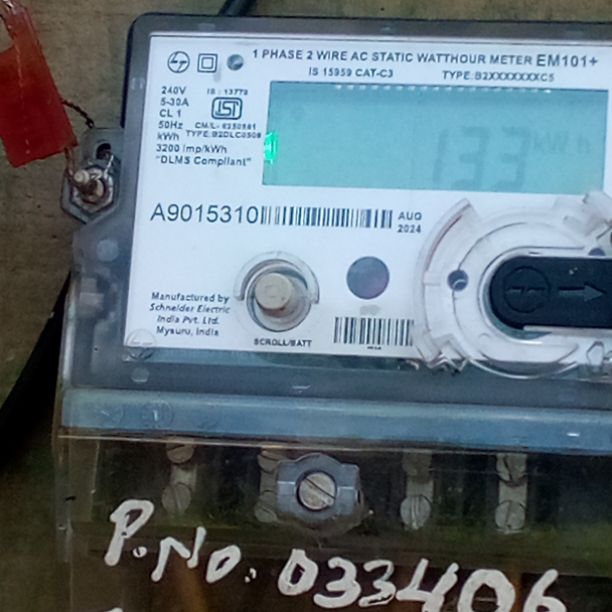 1 PHASE 2 WIRE AC STATIC WATTHOUR METER EM101+
IS 15959 CAT-C3 TYPE:B2XXXXXXXC5
240V IS : 13779
5-30A
CL 1
50Hz
kWh TYPE:B2DLC0508
3200 imp/kWh
"DLMS Compliant"
133 kWh
A9015310 AUG
2024
Manufactured by
Schneider Electric
India Pvt. Ltd.
Mysuru, India
SCROLL/BATT
P.No. 033406